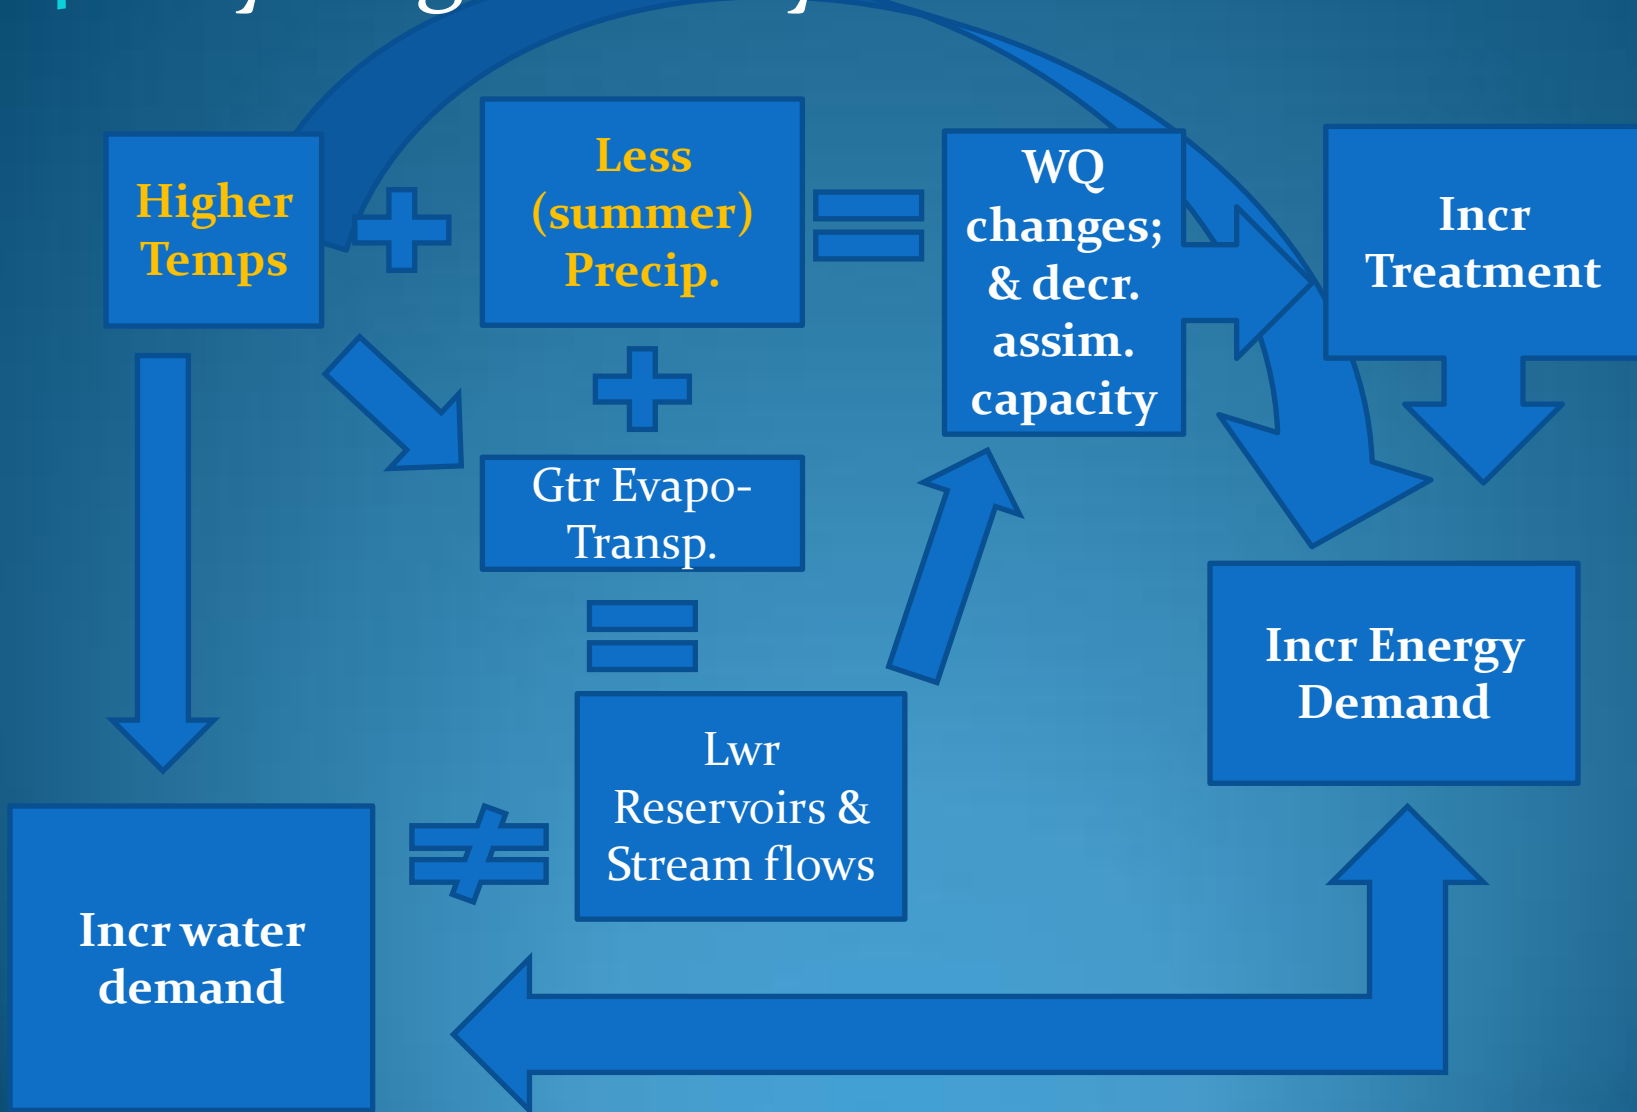 Higher
Temps
Less
(summer)
Precip.
WQ
changes;
& decr.
assim.
capacity
Incr
Treatment
Gtr Evapo-
Transp.
Incr Energy
Demand
Lwr
Reservoirs &
Stream flows
Incr water
demand